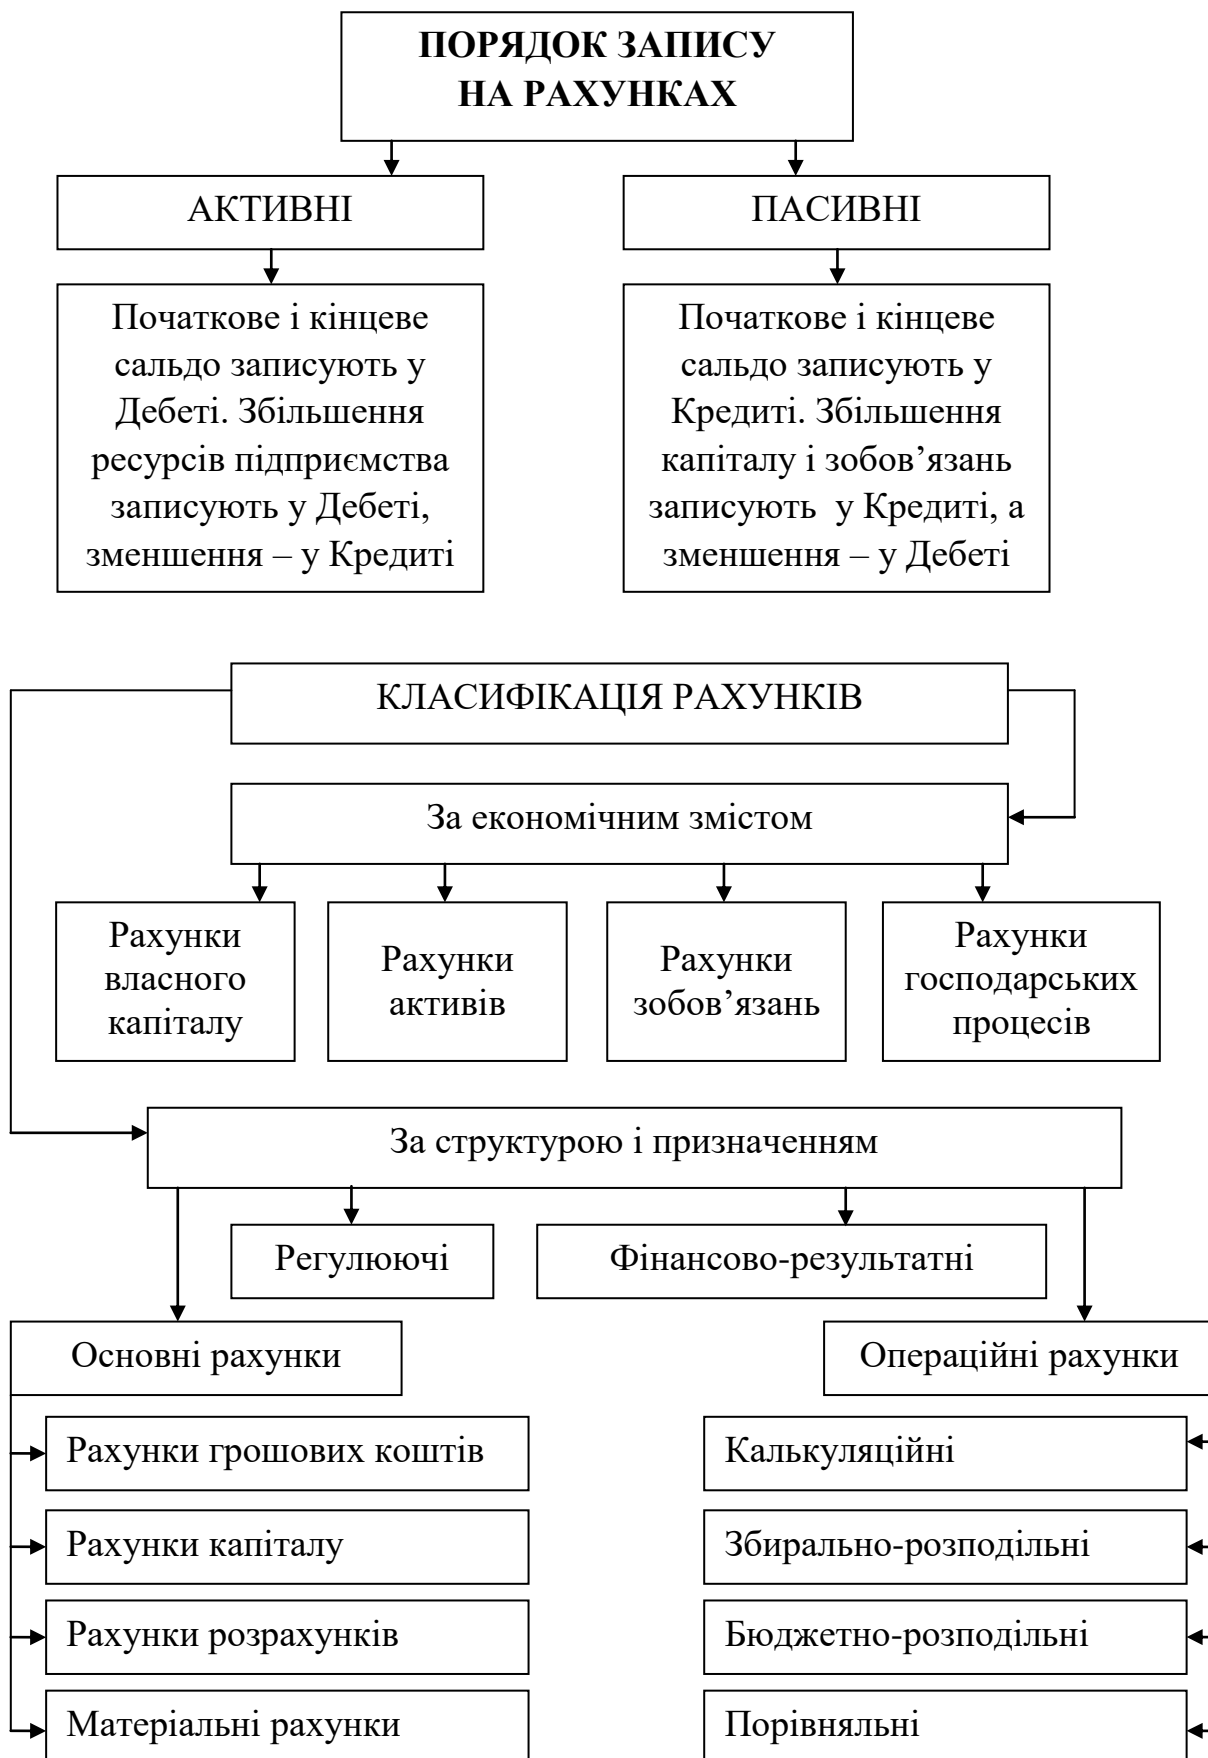 ПОРЯДОК ЗАПИСУ
НА РАХУНКАХ
АКТИВНІ
ПАСИВНІ
Початкове і кінцеве
сальдо записують у
Дебеті. Збільшення
ресурсів підприємства
записують у Дебеті,
зменшення – у Кредиті
Початкове і кінцеве
сальдо записують у
Кредиті. Збільшення
капіталу і зобов’язань
записують у Кредиті, а
зменшення – у Дебеті
КЛАСИФІКАЦІЯ РАХУНКІВ
За економічним змістом
Рахунки
власного
капіталу
Рахунки
активів
Рахунки
зобов’язань
Рахунки
господарських
процесів
За структурою і призначенням
Регулюючі
Фінансово-результатні
Основні рахунки
Операційні рахунки
Рахунки грошових коштів
Рахунки капіталу
Рахунки розрахунків
Матеріальні рахунки
Калькуляційні
Збирально-розподільні
Бюджетно-розподільні
Порівняльні